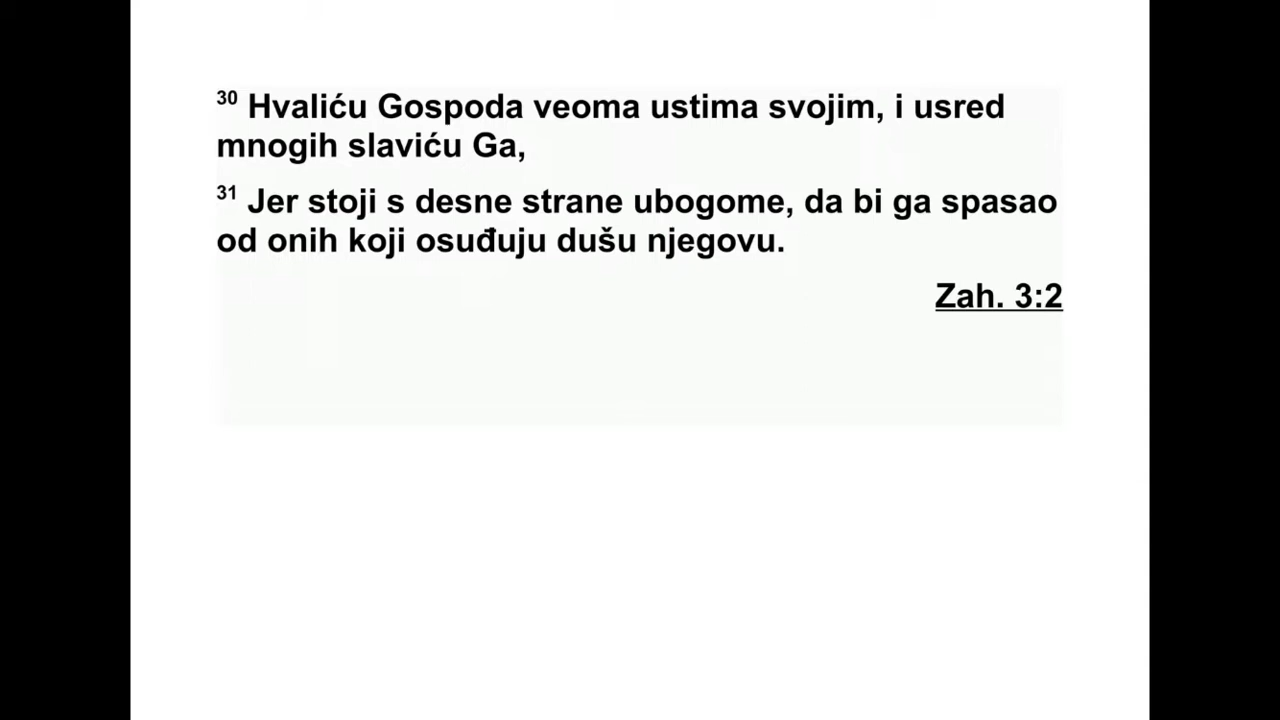 30 Hvaliću Gospoda veoma ustima svojim, i usred
mnogih slaviću Ga,
31 Jer stoji s desne strane ubogome, da bi ga spasao
od onih koji osuđuju dušu njegovu.
Zah. 3:2